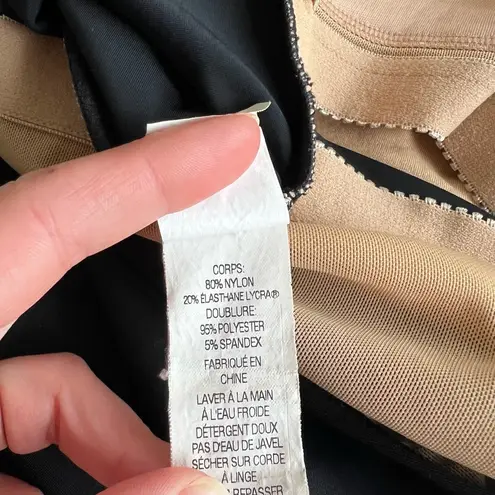 CORPS:
80% NYLON
20% ÉLASTHANE LYCRA®
DOUBLURE:
95% POLYESTER
5% SPANDEX
FABRIQUÉ EN
CHINE
LAVER À LA MAIN
À L'EAU FROIDE
DÉTERGENT DOUX
PAS D'EAU DE JAVEL
SÉCHER SUR CORDE
À LINGE
REPASSER